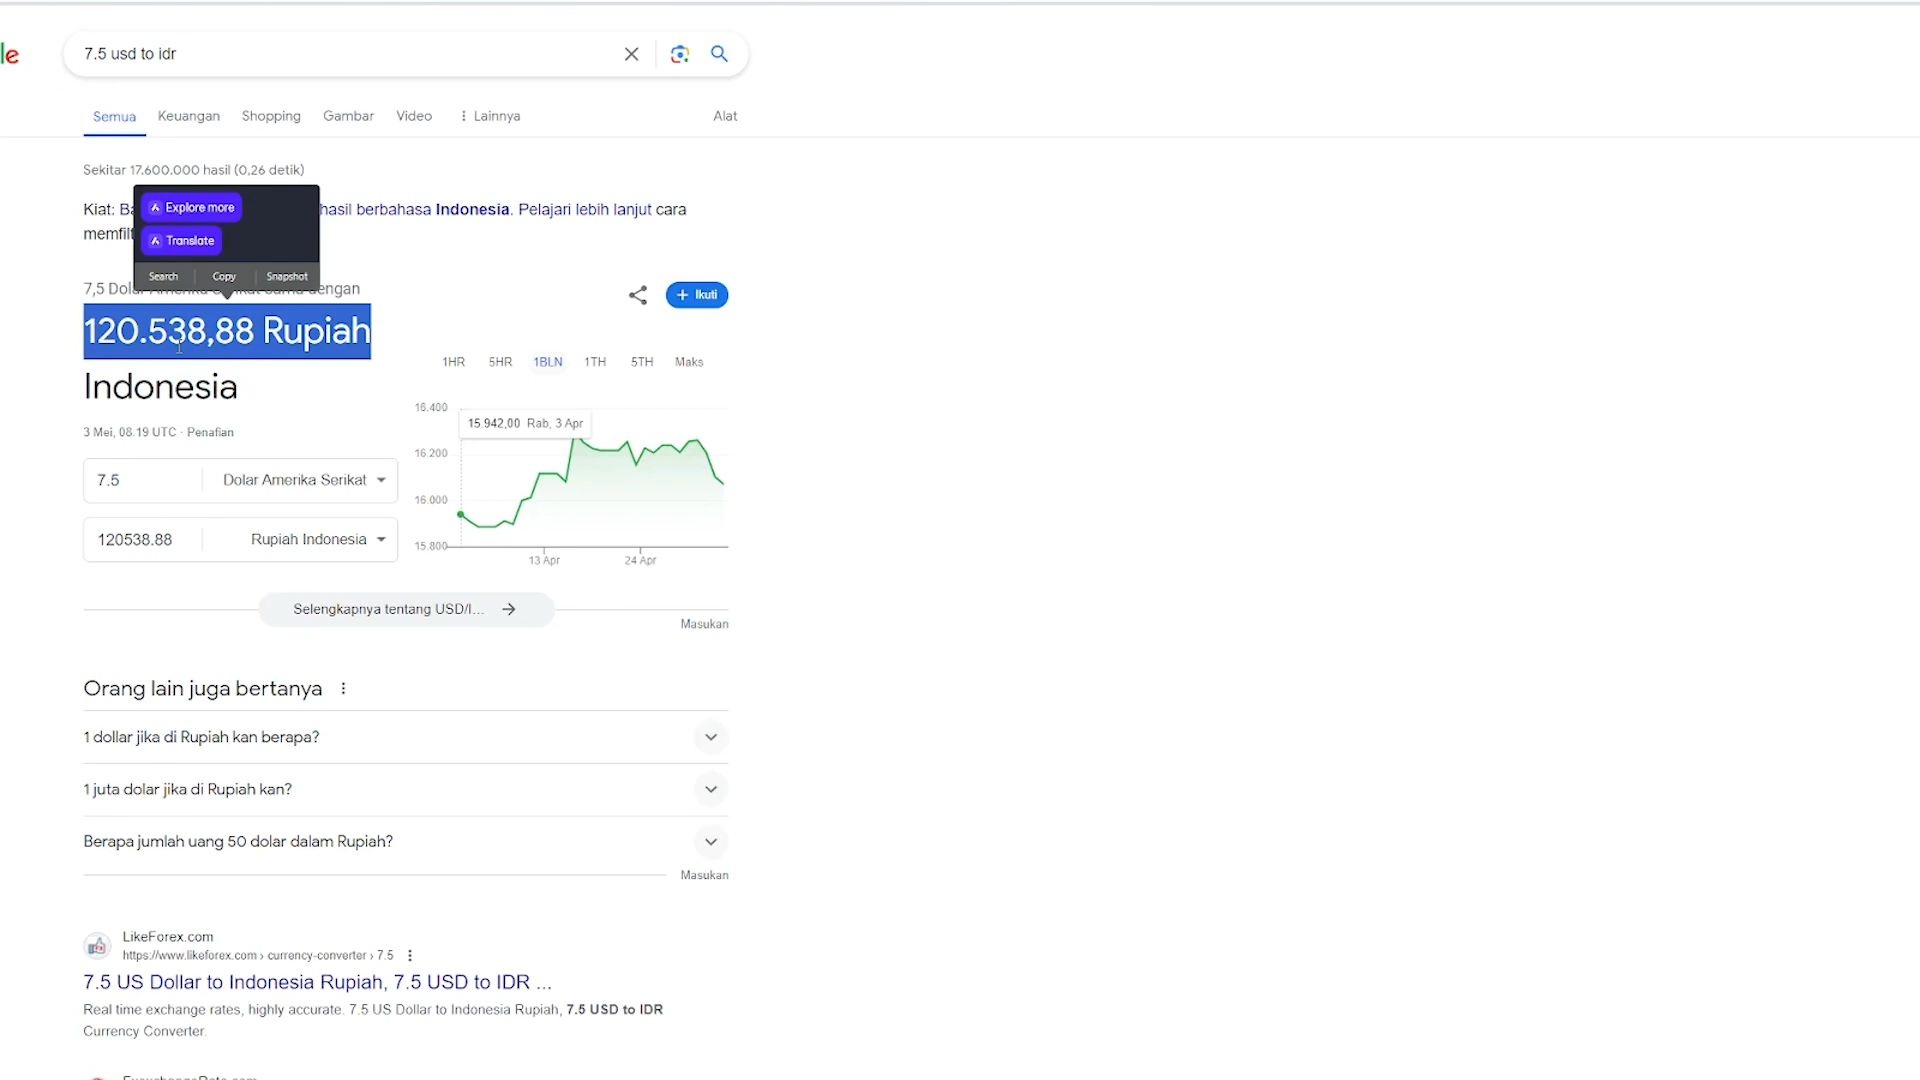 le
7.5 usd to idr
Semua Keuangan Shopping Gambar Video Lainnya Alat
Sekitar 17.600.000 hasil (0,26 detik)
Explore more
Kiat: hasil berbahasa Indonesia. Pelajari lebih lanjut cara
Translate
Search Copy Snapshot
7,5 dengan
Ikuti
120.538,88 Rupiah
Indonesia
3 Mei, 08.19 UTC · Penafian
7.5 Dolar Amerika Serikat
120538.88 Rupiah Indonesia
1HR 5HR 1BLN 1TH 5TH Maks
16.400
15.942,00 Rab, 3 Apr
16.200
16.000
15.800
13 Apr 24 Apr
Selengkapnya tentang USD/I...
Masukan
Orang lain juga bertanya
1 dollar jika di Rupiah kan berapa?
1 juta dolar jika di Rupiah kan?
Berapa jumlah uang 50 dolar dalam Rupiah?
Masukan
LikeForex.com
https://www.likeforex.com › currency-converter › 7.5
7.5 US Dollar to Indonesia Rupiah, 7.5 USD to IDR ...
Real time exchange rates, highly accurate. 7.5 US Dollar to Indonesia Rupiah, 7.5 USD to IDR
Currency Converter.